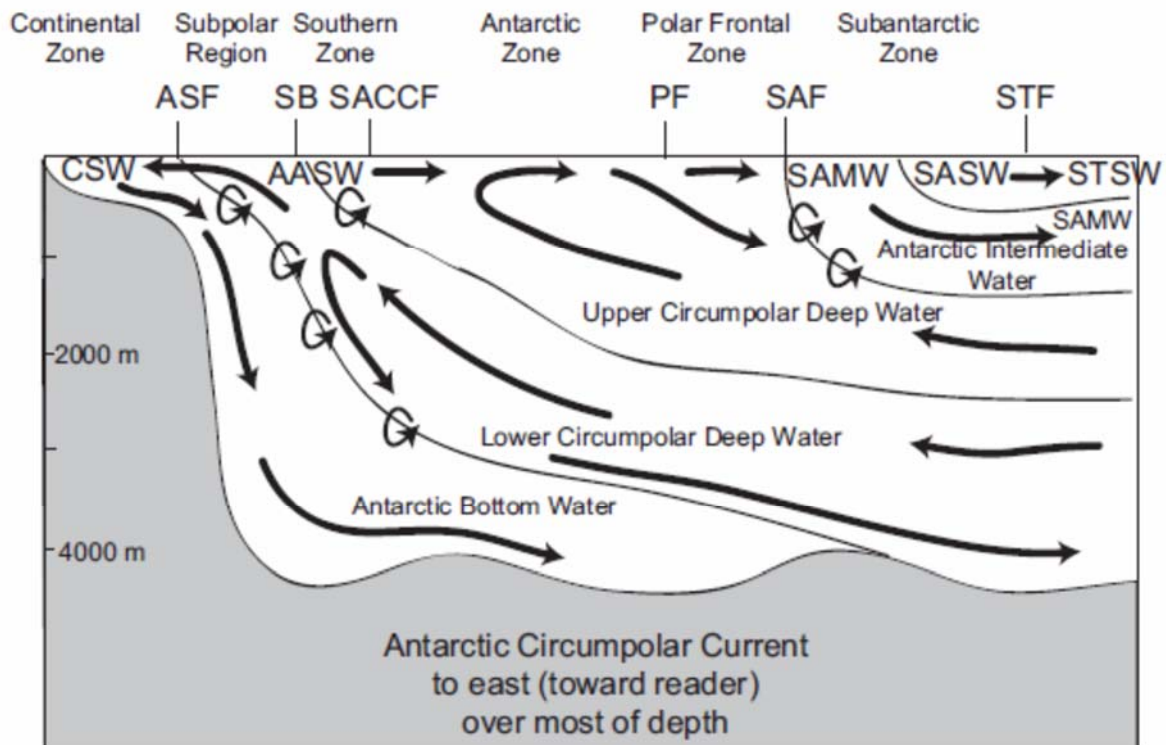 Continental
Zone
Subpolar
Region
Southern
Zone
Antarctic
Zone
Polar Frontal
Zone
Subantarctic
Zone
ASF
SB
SACCF
PF
SAF
STF
CSW
AASW
SAMW
SASW
STSW
SAMW
Antarctic Intermediate
Water
Upper Circumpolar Deep Water
2000 m
Lower Circumpolar Deep Water
Antarctic Bottom Water
4000 m
Antarctic Circumpolar Current
to east (toward reader)
over most of depth